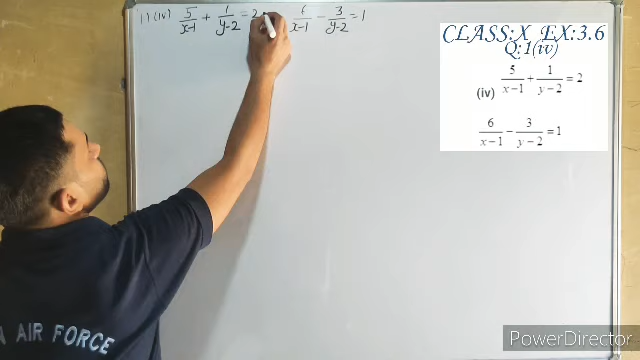 1) (iv) 5/x-1 + 1/y-2 = 2 6/x-1 - 3/y-2 = 1
CLASS:X EX:3.6
Q:1(iv)
(iv) 5/x-1 + 1/y-2 = 2
6/x-1 - 3/y-2 = 1
AIR FORCE
PowerDirector